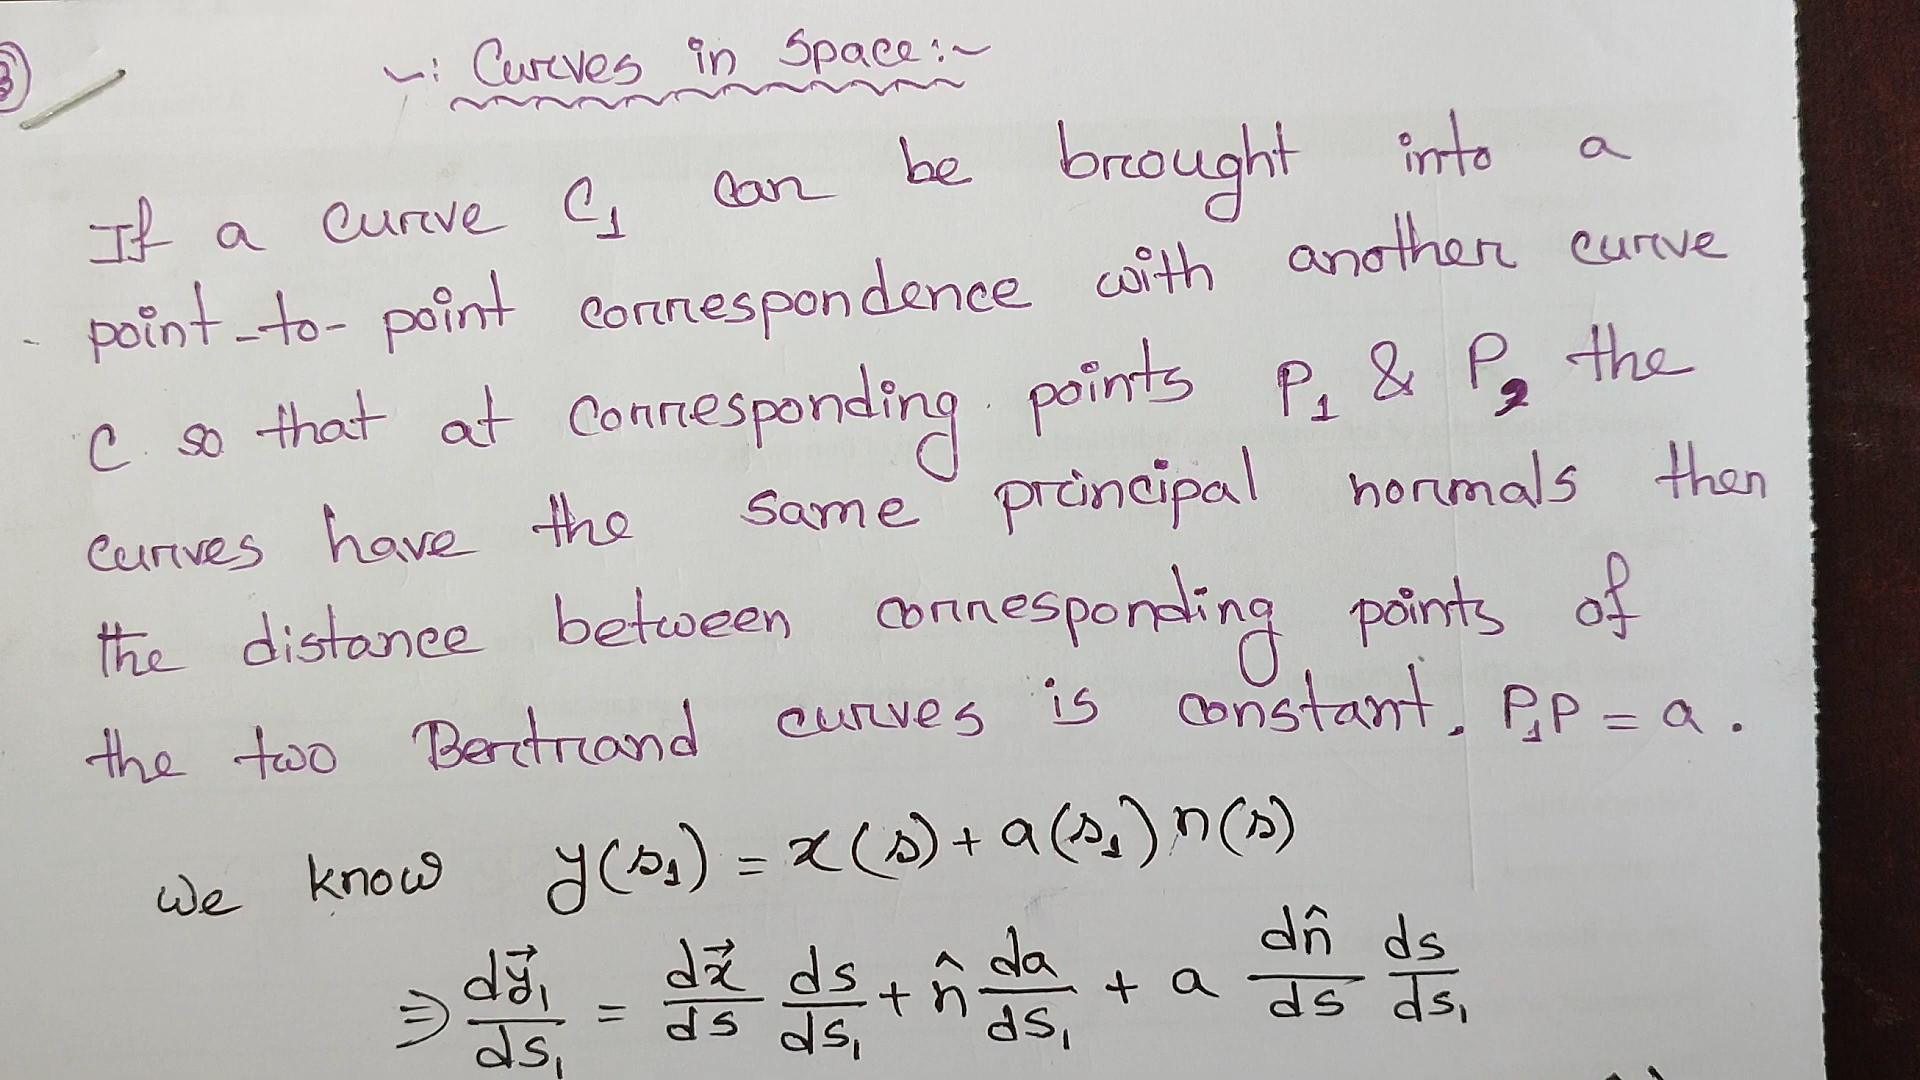 3
~: Curves in Space:~
If a curve C₁ can be brought into a
point-to-point correspondence with another curve
C so that at corresponding points P₁ & P₂ the
curves have the same principal normals then
the distance between corresponding points of
the two Bertrand curves is constant. P₁P = a.
We know y(s₁) = x(s) + a(s₁) n(s)
⇒ dy⃗₁/ds₁ = dx⃗/ds ds/ds₁ + n̂ da/ds₁ + a dn̂/ds ds/ds₁